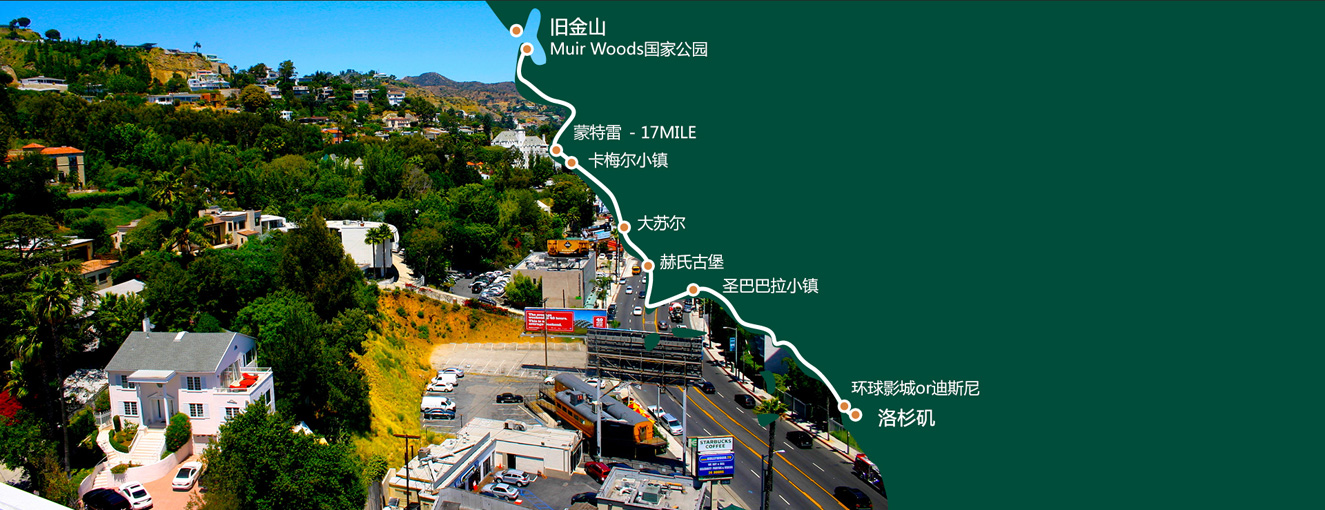 旧金山
Muir Woods国家公园
蒙特雷 - 17MILE
卡梅尔小镇
大苏尔
赫氏古堡
圣巴巴拉小镇
环球影城or迪斯尼
洛杉矶
STARBUCKS
COFFEE